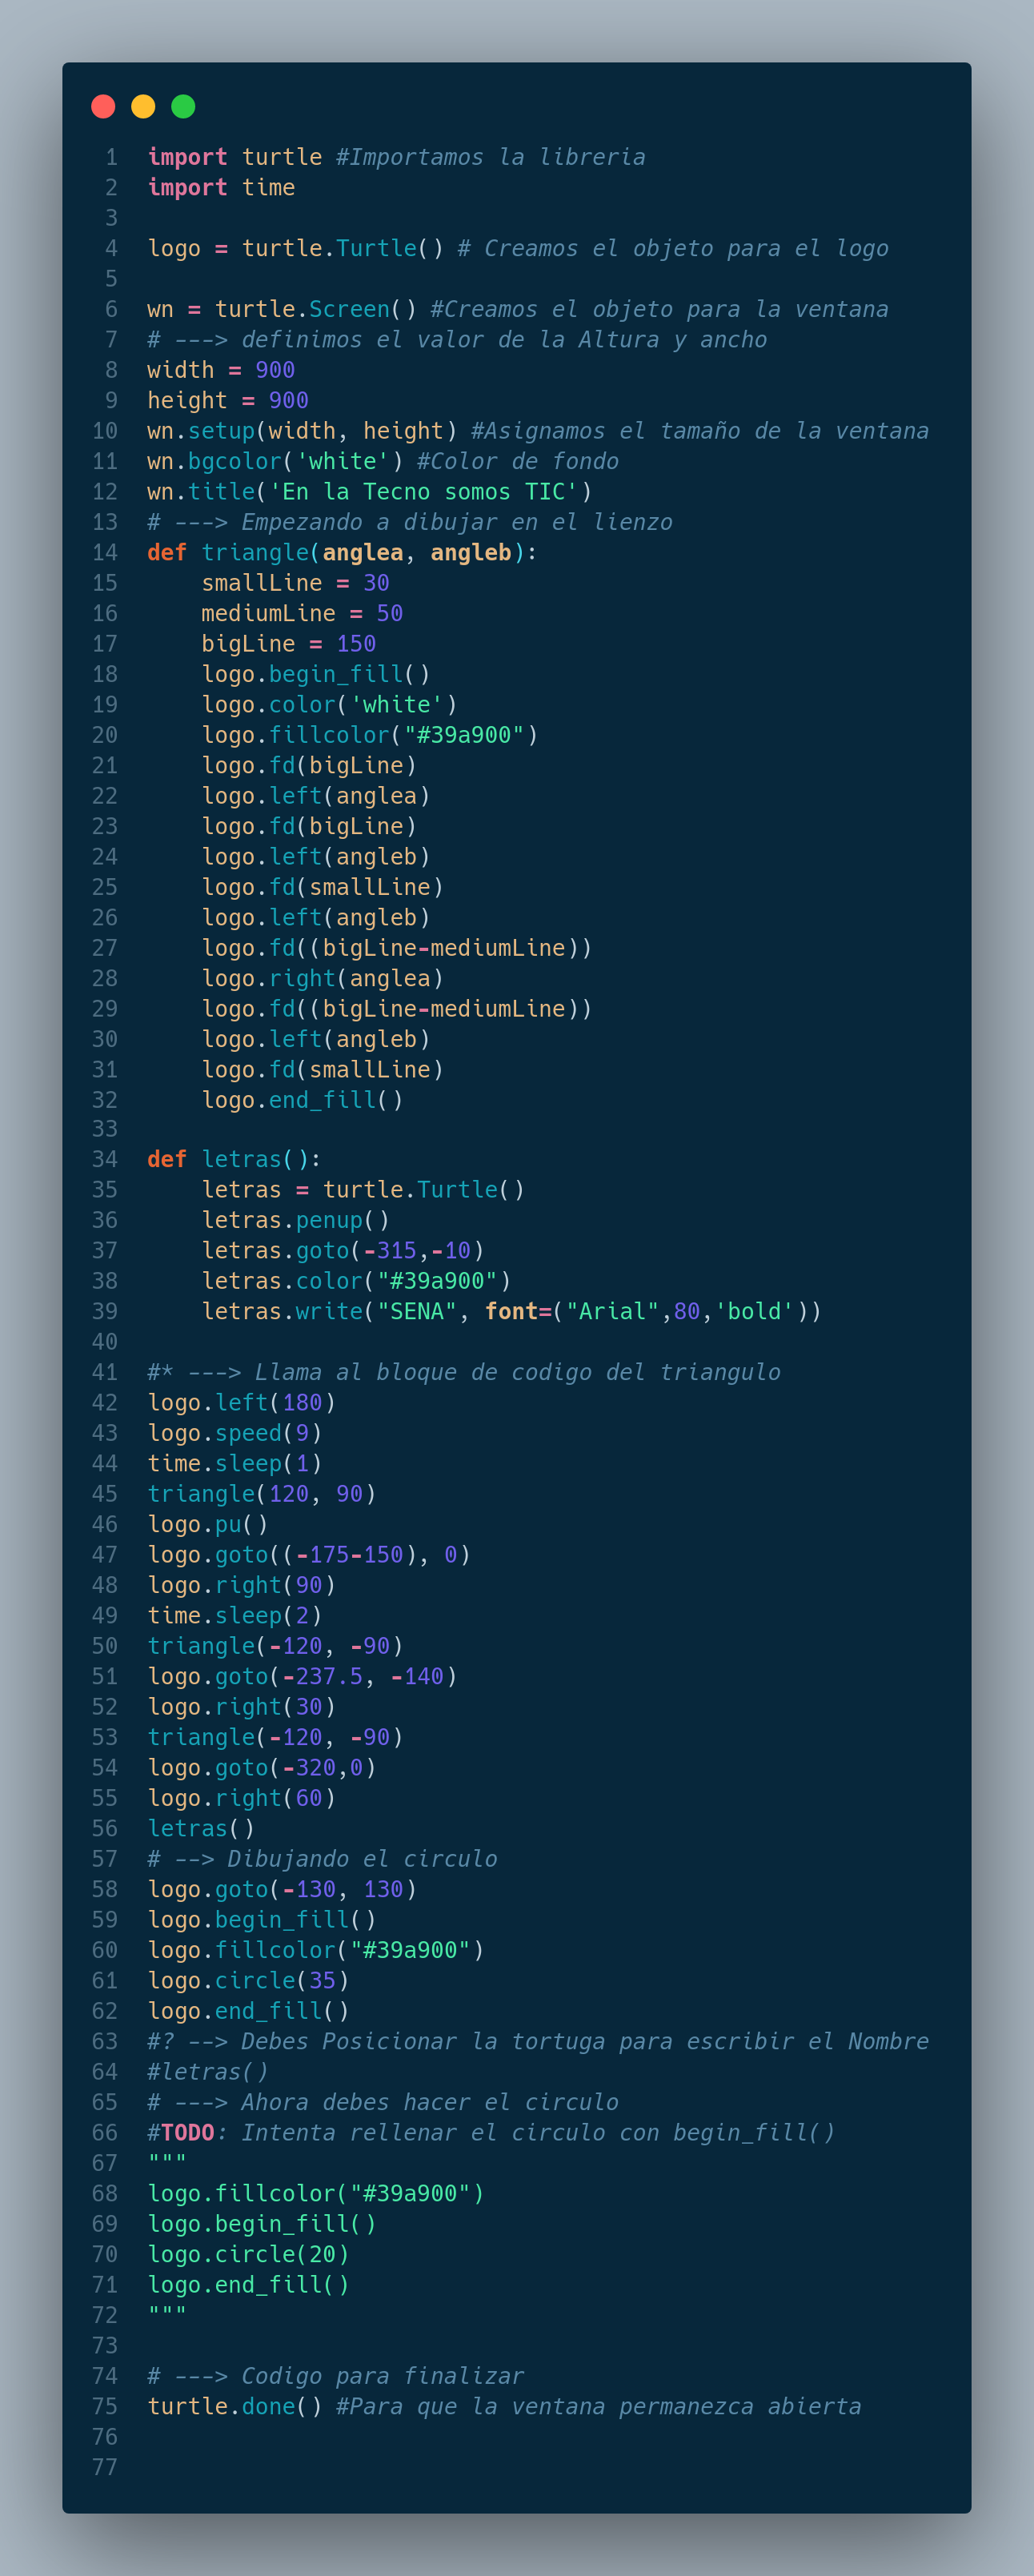 1 import turtle #Importamos la libreria
2 import time
3
4 logo = turtle.Turtle() # Creamos el objeto para el logo
5
6 wn = turtle.Screen() #Creamos el objeto para la ventana
7 # ---> definimos el valor de la Altura y ancho
8 width = 900
9 height = 900
10 wn.setup(width, height) #Asignamos el tamaño de la ventana
11 wn.bgcolor('white') #Color de fondo
12 wn.title('En la Tecno somos TIC')
13 # ---> Empezando a dibujar en el lienzo
14 def triangle(anglea, angleb):
15     smallLine = 30
16     mediumLine = 50
17     bigLine = 150
18     logo.begin_fill()
19     logo.color('white')
20     logo.fillcolor("#39a900")
21     logo.fd(bigLine)
22     logo.left(anglea)
23     logo.fd(bigLine)
24     logo.left(angleb)
25     logo.fd(smallLine)
26     logo.left(angleb)
27     logo.fd((bigLine-mediumLine))
28     logo.right(anglea)
29     logo.fd((bigLine-mediumLine))
30     logo.left(angleb)
31     logo.fd(smallLine)
32     logo.end_fill()
33
34 def letras():
35     letras = turtle.Turtle()
36     letras.penup()
37     letras.goto(-315,-10)
38     letras.color("#39a900")
39     letras.write("SENA", font=("Arial",80,'bold'))
40
41 #* ---> Llama al bloque de codigo del triangulo
42 logo.left(180)
43 logo.speed(9)
44 time.sleep(1)
45 triangle(120, 90)
46 logo.pu()
47 logo.goto((-175-150), 0)
48 logo.right(90)
49 time.sleep(2)
50 triangle(-120, -90)
51 logo.goto(-237.5, -140)
52 logo.right(30)
53 triangle(-120, -90)
54 logo.goto(-320,0)
55 logo.right(60)
56 letras()
57 # --> Dibujando el circulo
58 logo.goto(-130, 130)
59 logo.begin_fill()
60 logo.fillcolor("#39a900")
61 logo.circle(35)
62 logo.end_fill()
63 #? --> Debes Posicionar la tortuga para escribir el Nombre
64 #letras()
65 # ---> Ahora debes hacer el circulo
66 #TODO: Intenta rellenar el circulo con begin_fill()
67 """
68 logo.fillcolor("#39a900")
69 logo.begin_fill()
70 logo.circle(20)
71 logo.end_fill()
72 """
73
74 # ---> Codigo para finalizar
75 turtle.done() #Para que la ventana permanezca abierta
76
77